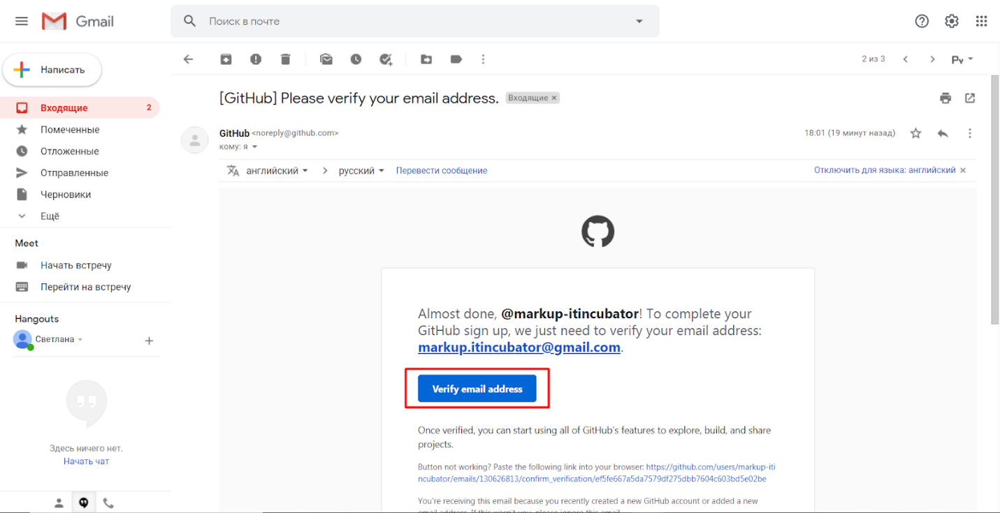 Gmail
Поиск в почте
Написать
2 из 3
Ру
Входящие 2
Помеченные
Отложенные
Отправленные
Черновики
Ещё
Meet
Начать встречу
Перейти на встречу
Hangouts
Светлана
Здесь ничего нет.
Начать чат
[GitHub] Please verify your email address. Входящие ×
GitHub <noreply@github.com> 18:01 (19 минут назад)
кому: я
английский > русский Перевести сообщение Отключить для языка: английский ×
Almost done, @markup-itincubator! To complete your
GitHub sign up, we just need to verify your email address:
markup.itincubator@gmail.com.
Verify email address
Once verified, you can start using all of GitHub's features to explore, build, and share
projects.
Button not working? Paste the following link into your browser: https://github.com/users/markup-iti
ncubator/emails/130626813/confirm_verification/ef5fe667a5da7579df275dbb7604c603bd5e02be
You're receiving this email because you recently created a new GitHub account or added a new
email address. If this wasn't you, please ignore this email.